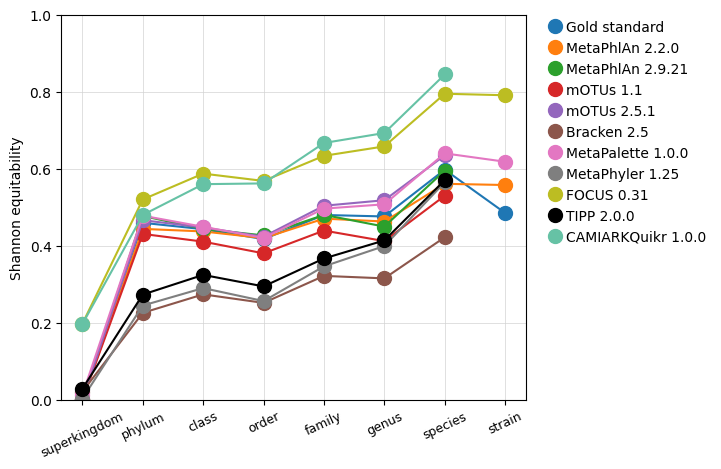 1.0
0.8
0.6
0.4
0.2
0.0
Shannon equitability
superkingdom
phylum
class
order
family
genus
species
strain
Gold standard
MetaPhlAn 2.2.0
MetaPhlAn 2.9.21
mOTUs 1.1
mOTUs 2.5.1
Bracken 2.5
MetaPalette 1.0.0
MetaPhyler 1.25
FOCUS 0.31
TIPP 2.0.0
CAMIARKQuikr 1.0.0